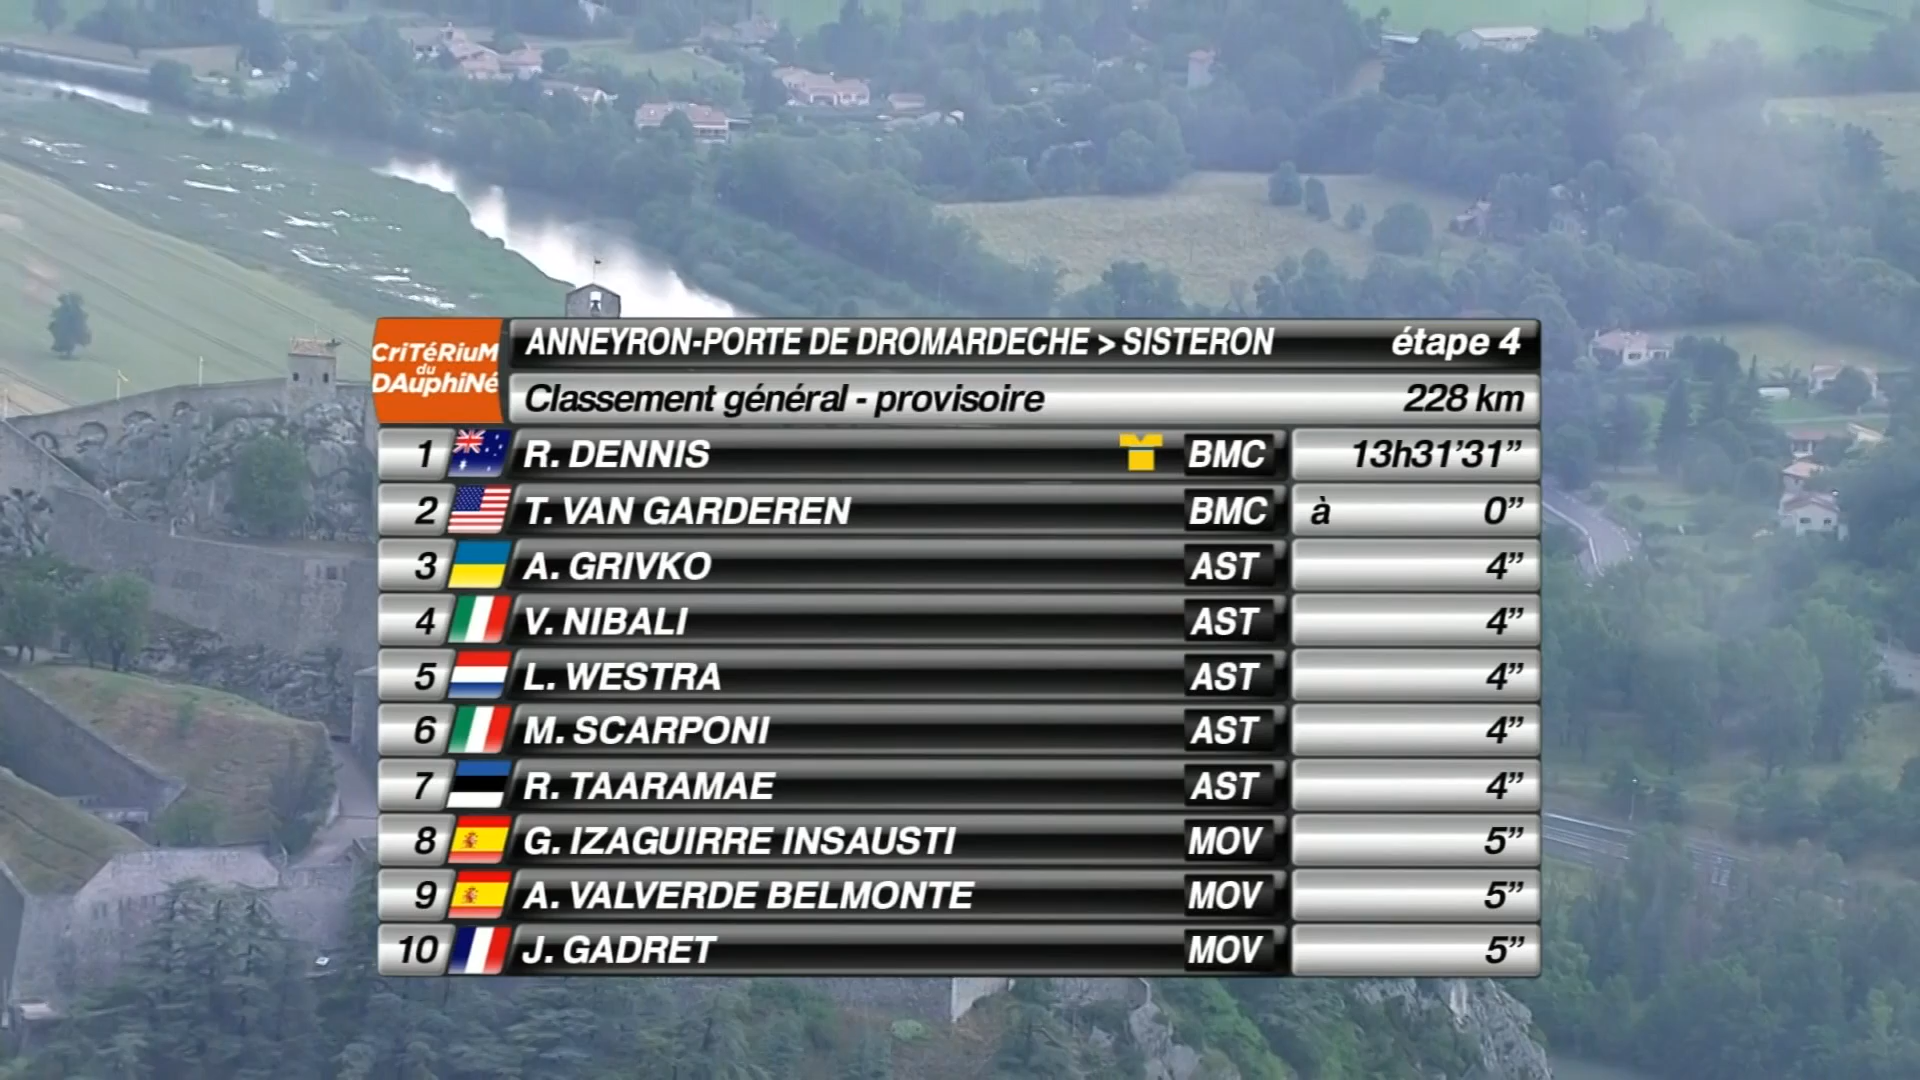 CriTéRiuM
du
DAuphiNé
ANNEYRON-PORTE DE DROMARDECHE > SISTERON étape 4
Classement général - provisoire 228 km
1 R. DENNIS BMC 13h31'31”
2 T. VAN GARDEREN BMC à 0”
3 A. GRIVKO AST 4”
4 V. NIBALI AST 4”
5 L. WESTRA AST 4”
6 M. SCARPONI AST 4”
7 R. TAARAMAE AST 4”
8 G. IZAGUIRRE INSAUSTI MOV 5”
9 A. VALVERDE BELMONTE MOV 5”
10 J. GADRET MOV 5”